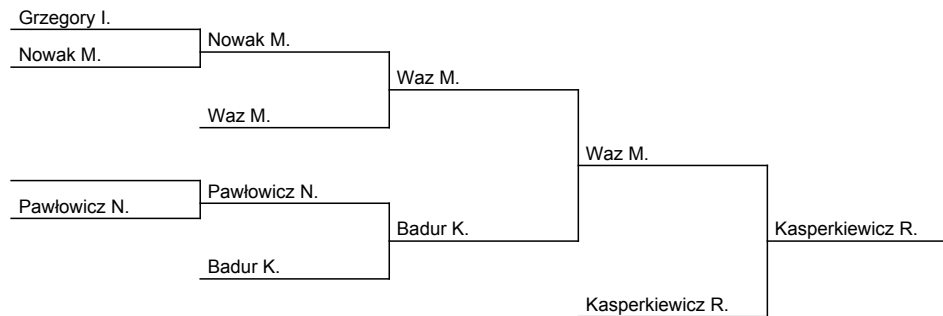 Grzegory I.
Nowak M.
Nowak M.
Waz M.
Waz M.
Waz M.
Pawłowicz N.
Pawłowicz N.
Badur K.
Kasperkiewicz R.
Badur K.
Kasperkiewicz R.